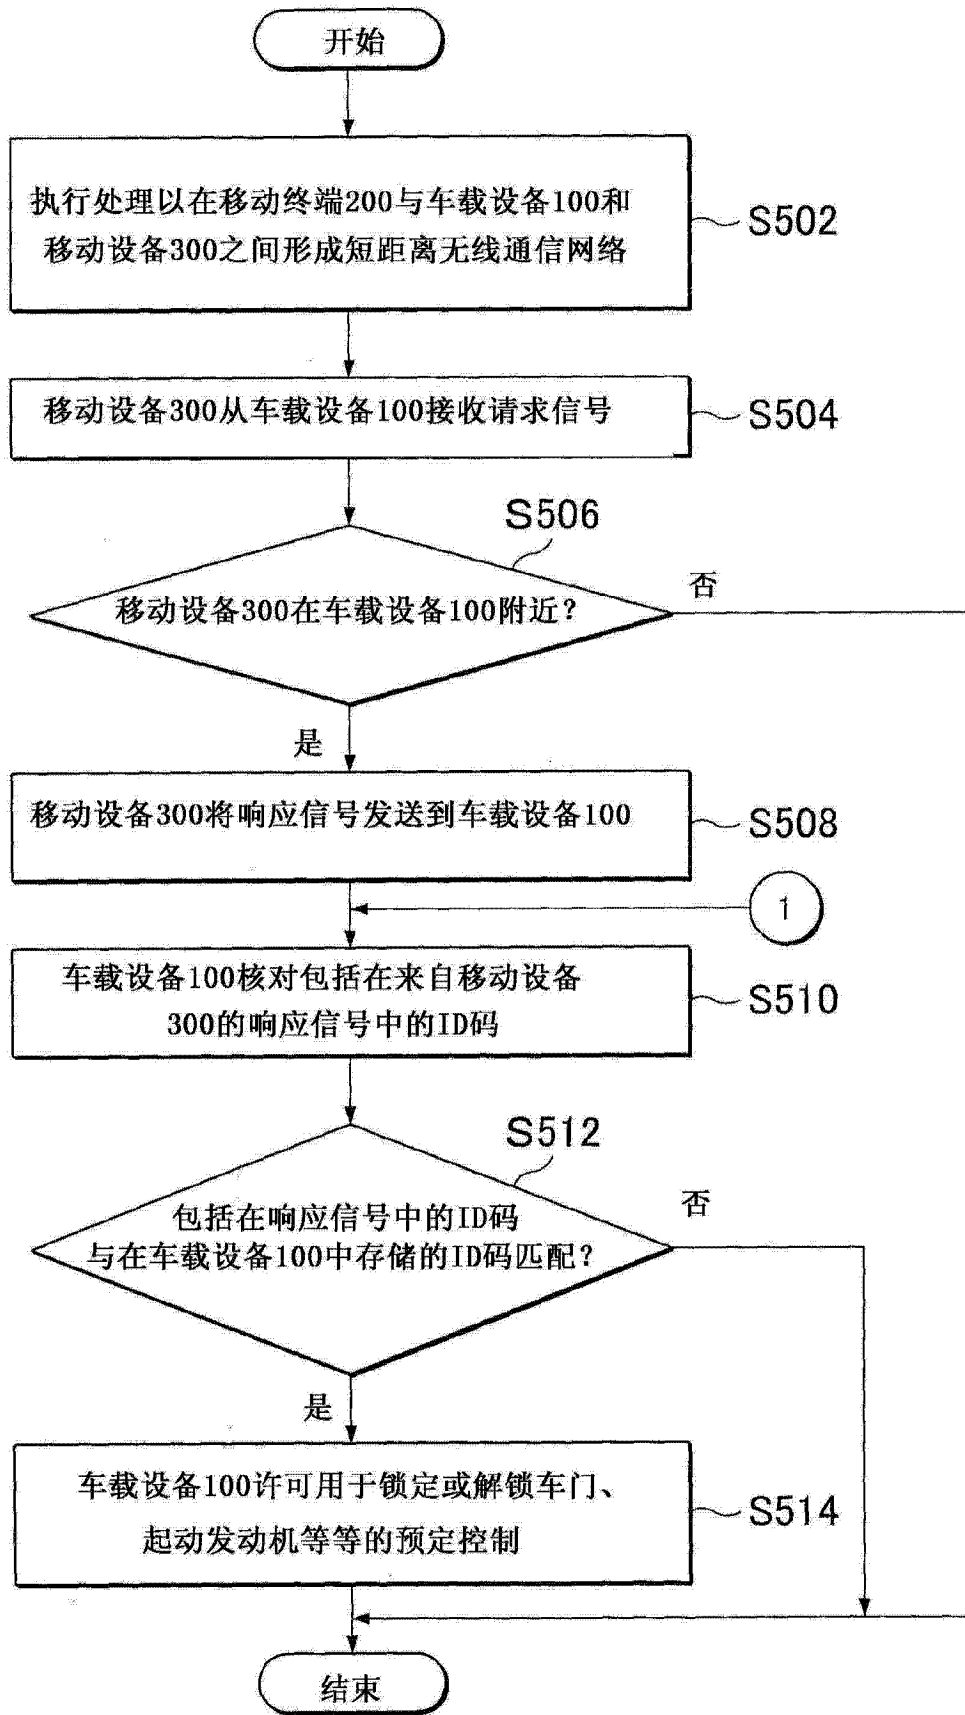 开始
执行处理以在移动终端200与车载设备100和
移动设备300之间形成短距离无线通信网络
S502
移动设备300从车载设备100接收请求信号
S504
S506
移动设备300在车载设备100附近?
否
是
移动设备300将响应信号发送到车载设备100
S508
1
车载设备100核对包括在来自移动设备
300的响应信号中的ID码
S510
S512
包括在响应信号中的ID码
与在车载设备100中存储的ID码匹配?
否
是
车载设备100许可用于锁定或解锁车门、
起动发动机等等的预定控制
S514
结束